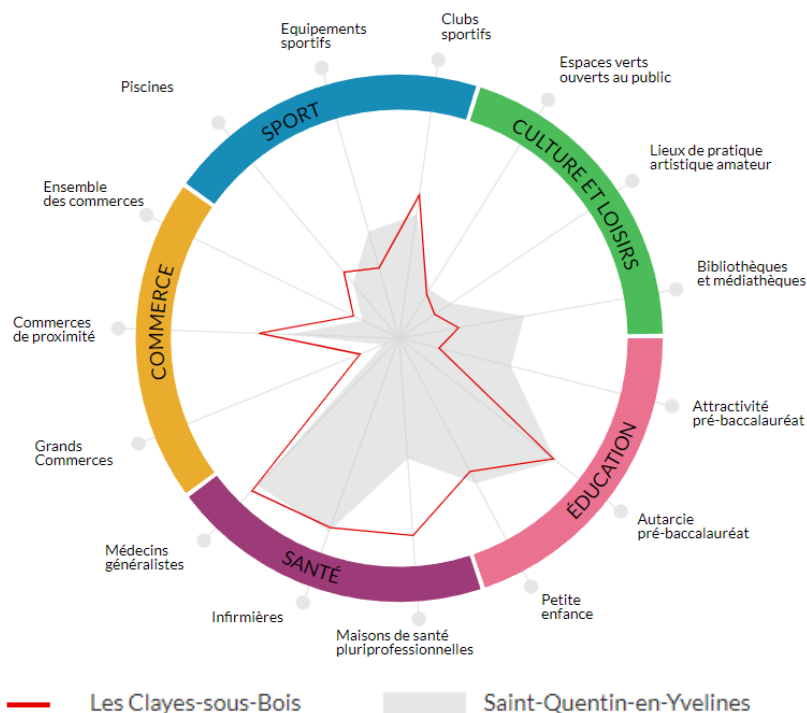 Clubs
sportifs
Equipements
sportifs
Espaces verts
ouverts au public
Piscines
SPORT
CULTURE ET LOISIRS
Lieux de pratique
artistique amateur
Ensemble
des commerces
Bibliothèques
et médiathèques
COMMERCE
Commerces
de proximité
Attractivité
pré-baccalauréat
Grands
Commerces
ÉDUCATION
Autarcie
pré-baccalauréat
Médecins
généralistes
SANTÉ
Petite
enfance
Infirmières
Maisons de santé
pluriprofessionnelles
Les Clayes-sous-Bois
Saint-Quentin-en-Yvelines